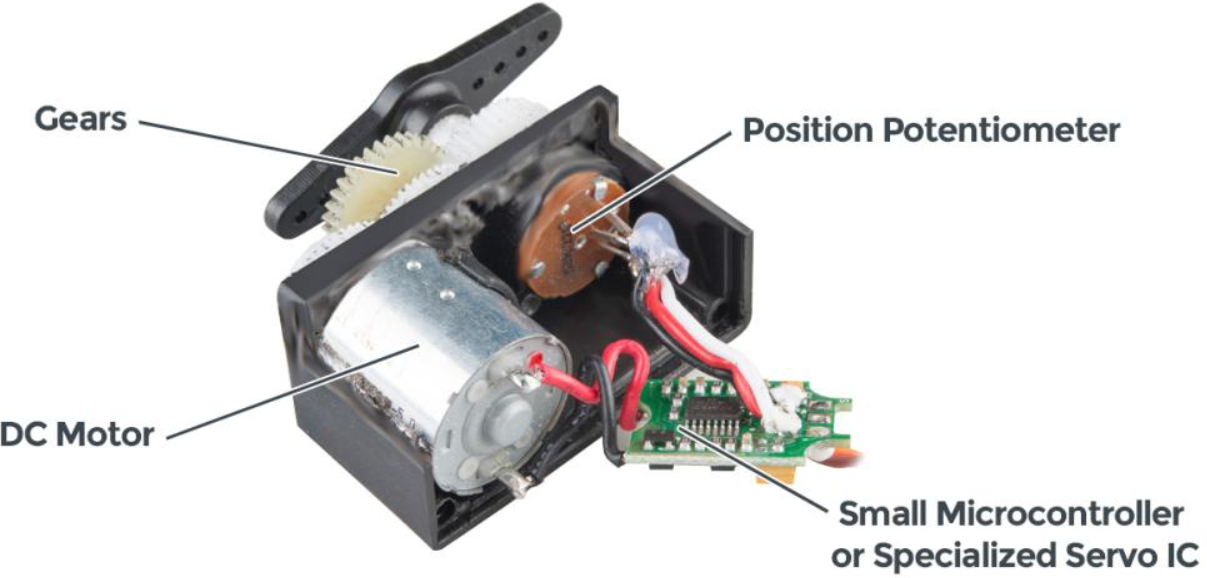 Gears
Position Potentiometer
DC Motor
Small Microcontroller
or Specialized Servo IC